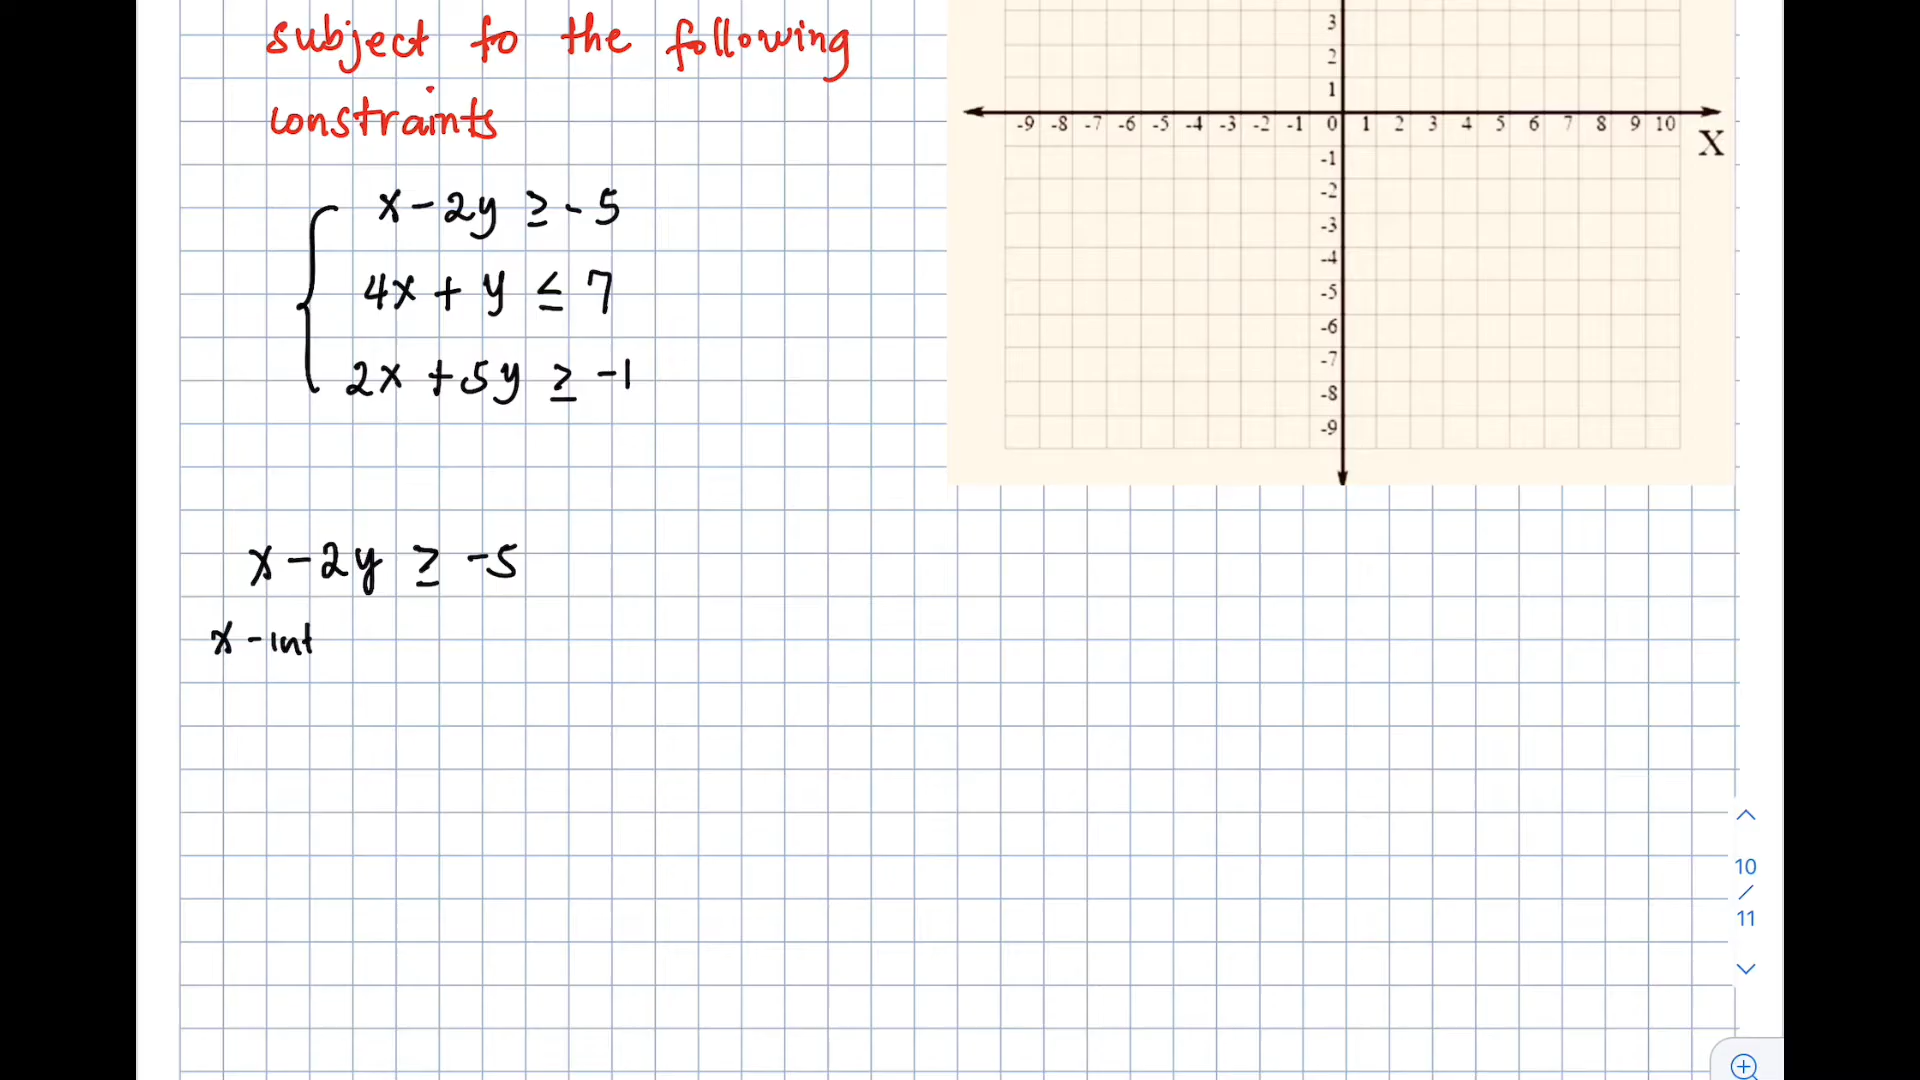 subject to the following
constraints
x - 2y ≥ -5
4x + y ≤ 7
2x + 5y ≥ -1
x - 2y ≥ -5
x - int
3
2
1
-9 -8 -7 -6 -5 -4 -3 -2 -1 0 1 2 3 4 5 6 7 8 9 10
X
-1
-2
-3
-4
-5
-6
-7
-8
-9
10
/
11